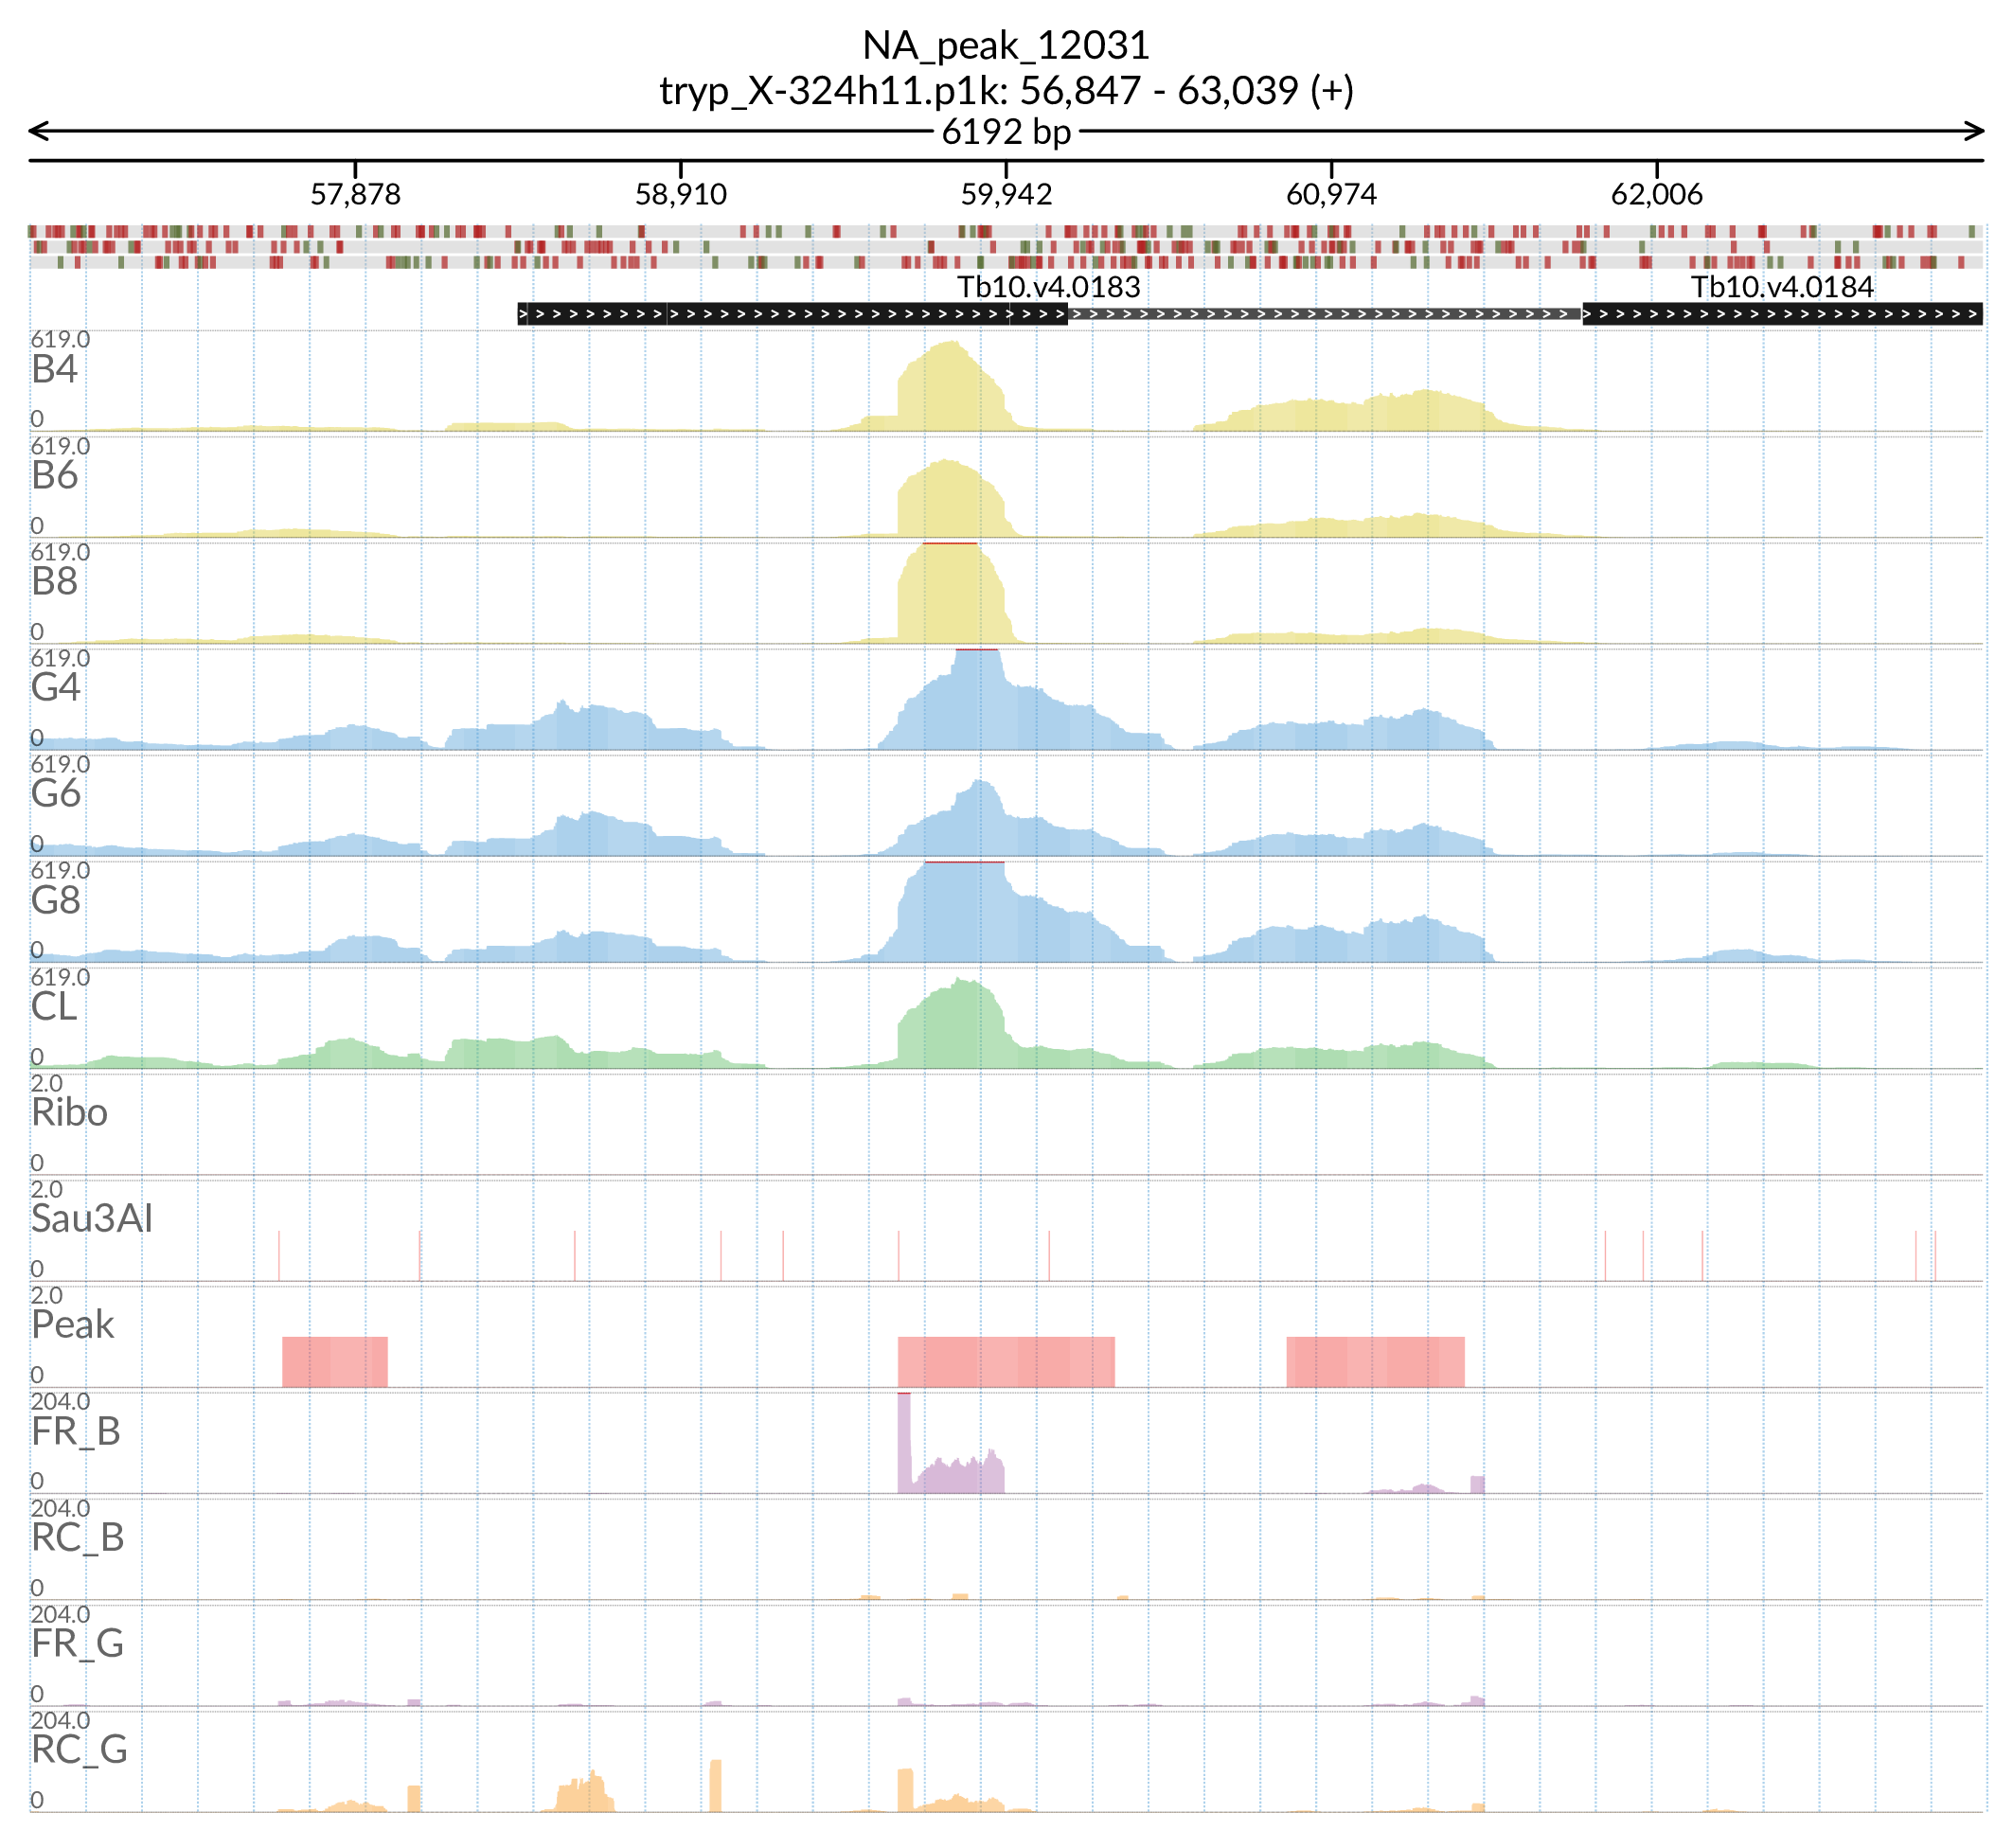 NA_peak_12031
tryp_X-324h11.p1k: 56,847 - 63,039 (+)
6192 bp
57,878 58,910 59,942 60,974 62,006
Tb10.v4.0183 Tb10.v4.0184
619.0
B4
0
619.0
B6
0
619.0
B8
0
619.0
G4
0
619.0
G6
0
619.0
G8
0
619.0
CL
0
2.0
Ribo
0
2.0
Sau3AI
0
2.0
Peak
0
204.0
FR_B
0
204.0
RC_B
0
204.0
FR_G
0
204.0
RC_G
0